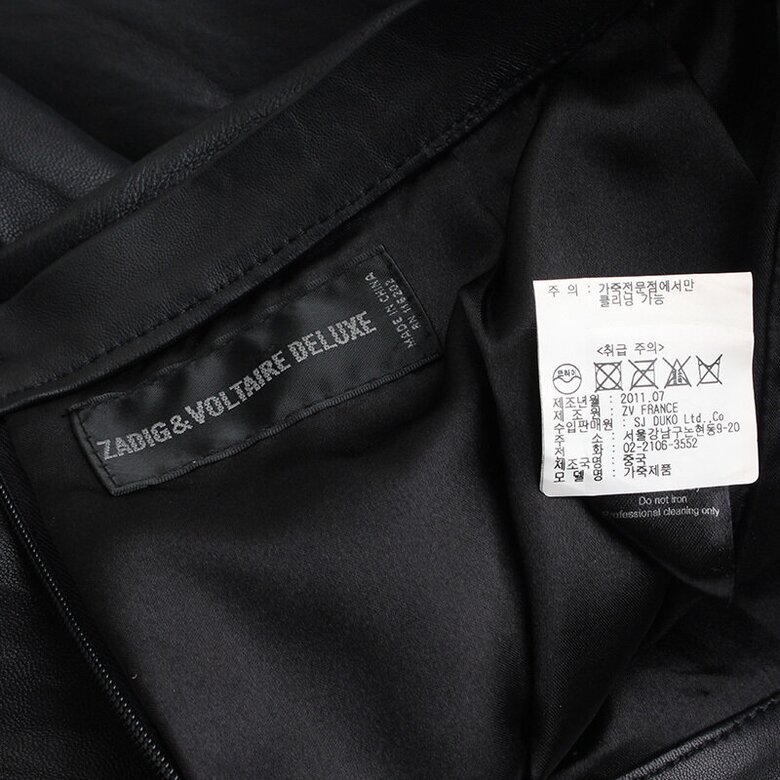 ZADIG&VOLTAIRE DELUXE
MADE IN CHINA
RN 116202
주 의 : 가죽전문점에서만
클리닝 가능
<취급 주의>
제조년월 : 2011.07
제 조 원 : ZV FRANCE
수입판매원 : SJ DUKO Ltd.,Co
주 소 : 서울강남구논현동9-20
전 화 : 02-2106-3552
제조국명 : 중국
모 델 명 : 가죽제품
Do not Iron
Professional cleaning only